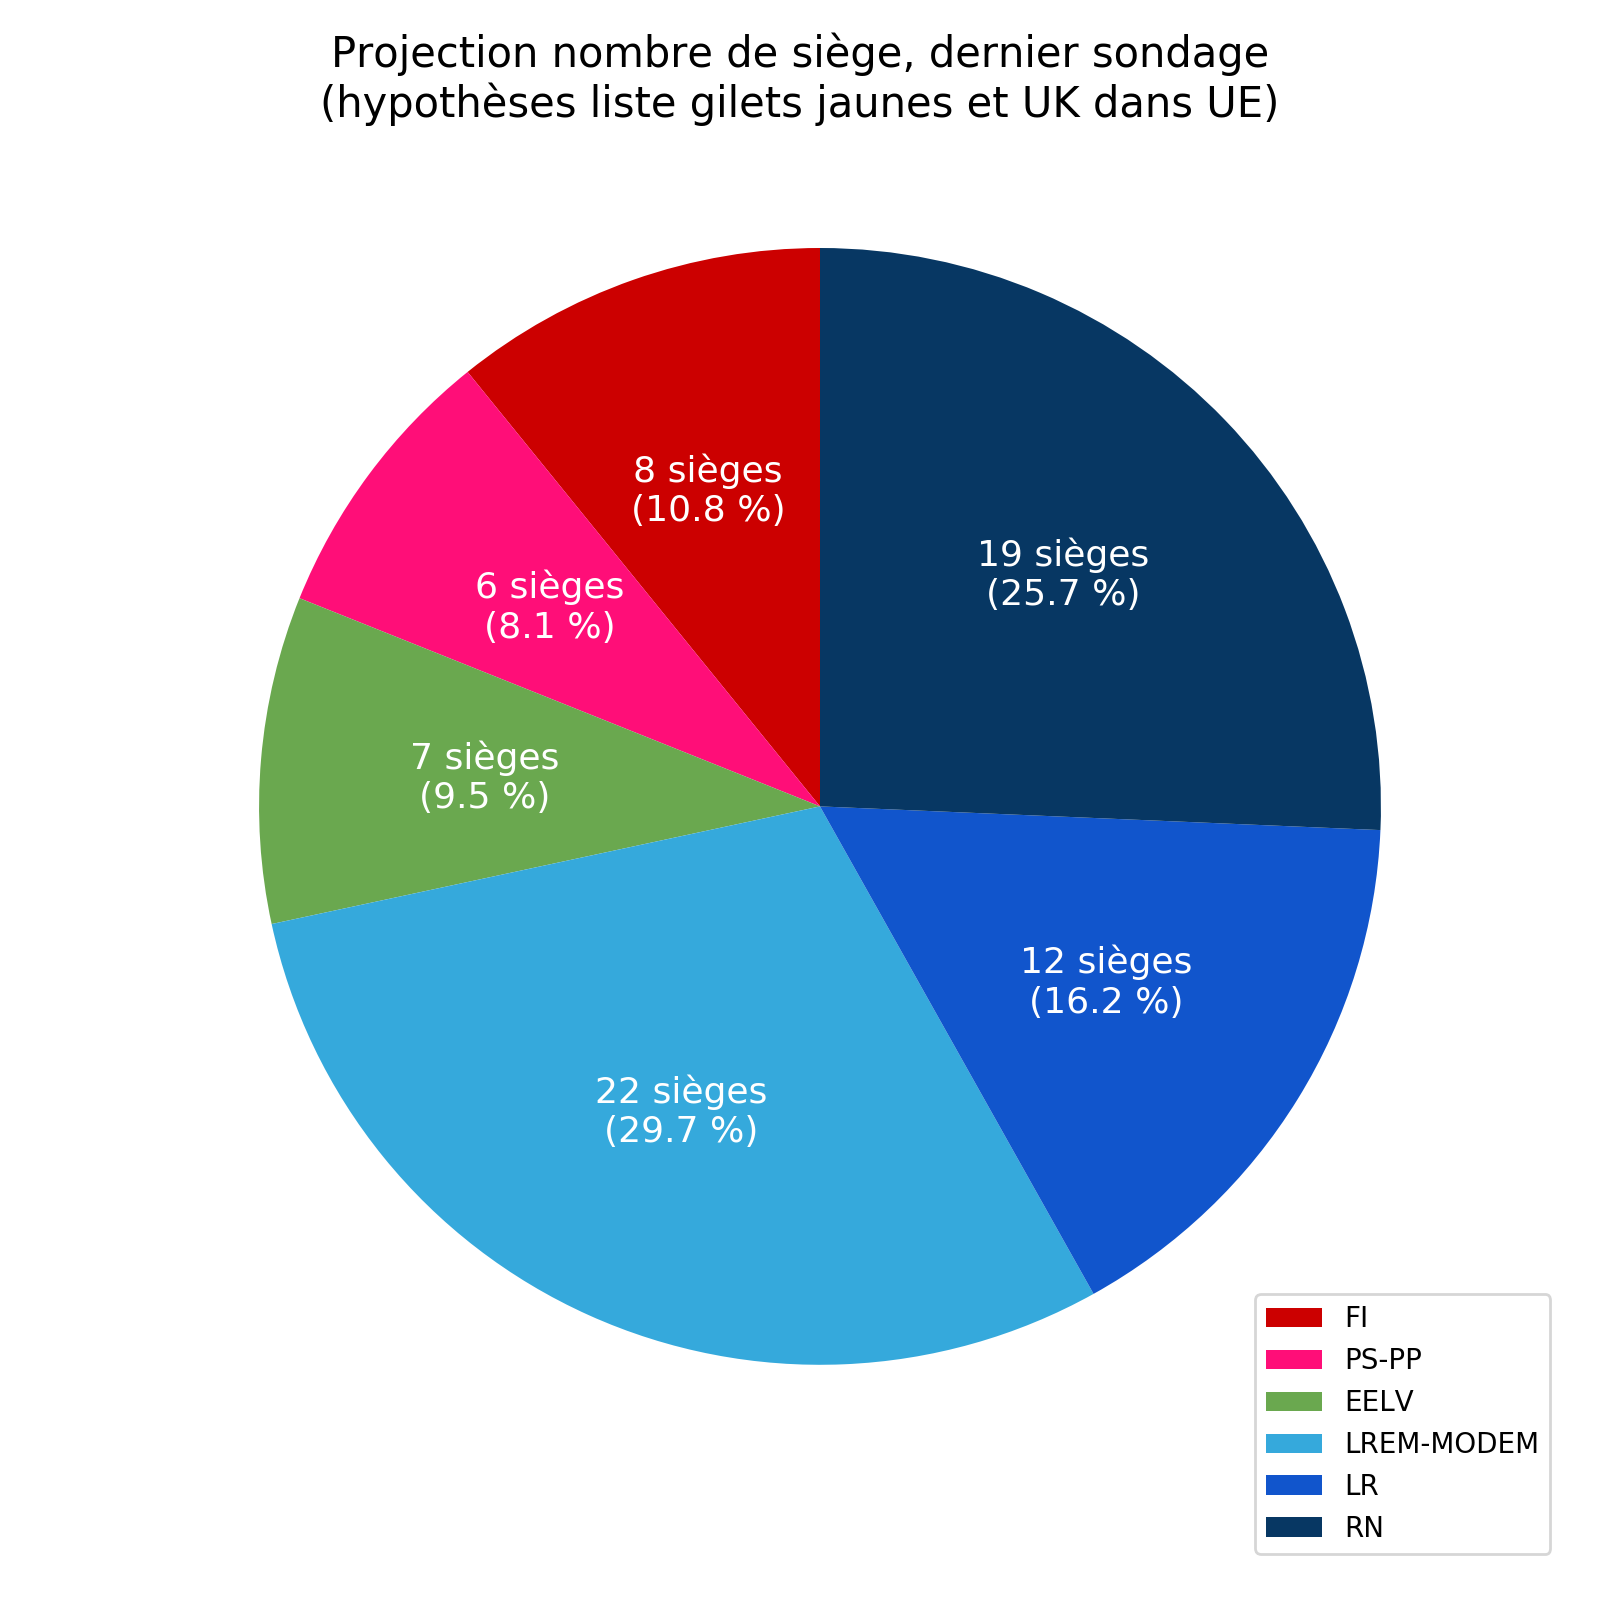 Projection nombre de siège, dernier sondage
(hypothèses liste gilets jaunes et UK dans UE)
8 sièges
(10.8 %)
19 sièges
(25.7 %)
6 sièges
(8.1 %)
7 sièges
(9.5 %)
12 sièges
(16.2 %)
22 sièges
(29.7 %)
FI
PS-PP
EELV
LREM-MODEM
LR
RN